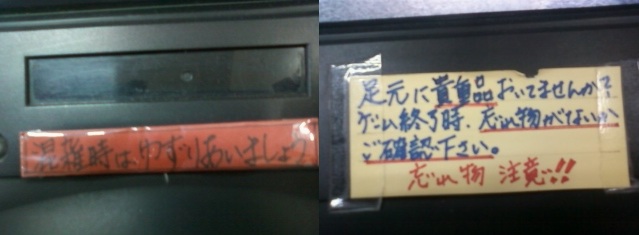 混雑時はゆずりあいましょう
足元に貴重品おいてませんか?
ゲーム終了時、忘れ物がないか
ご確認下さい。
忘れ物 注意!!